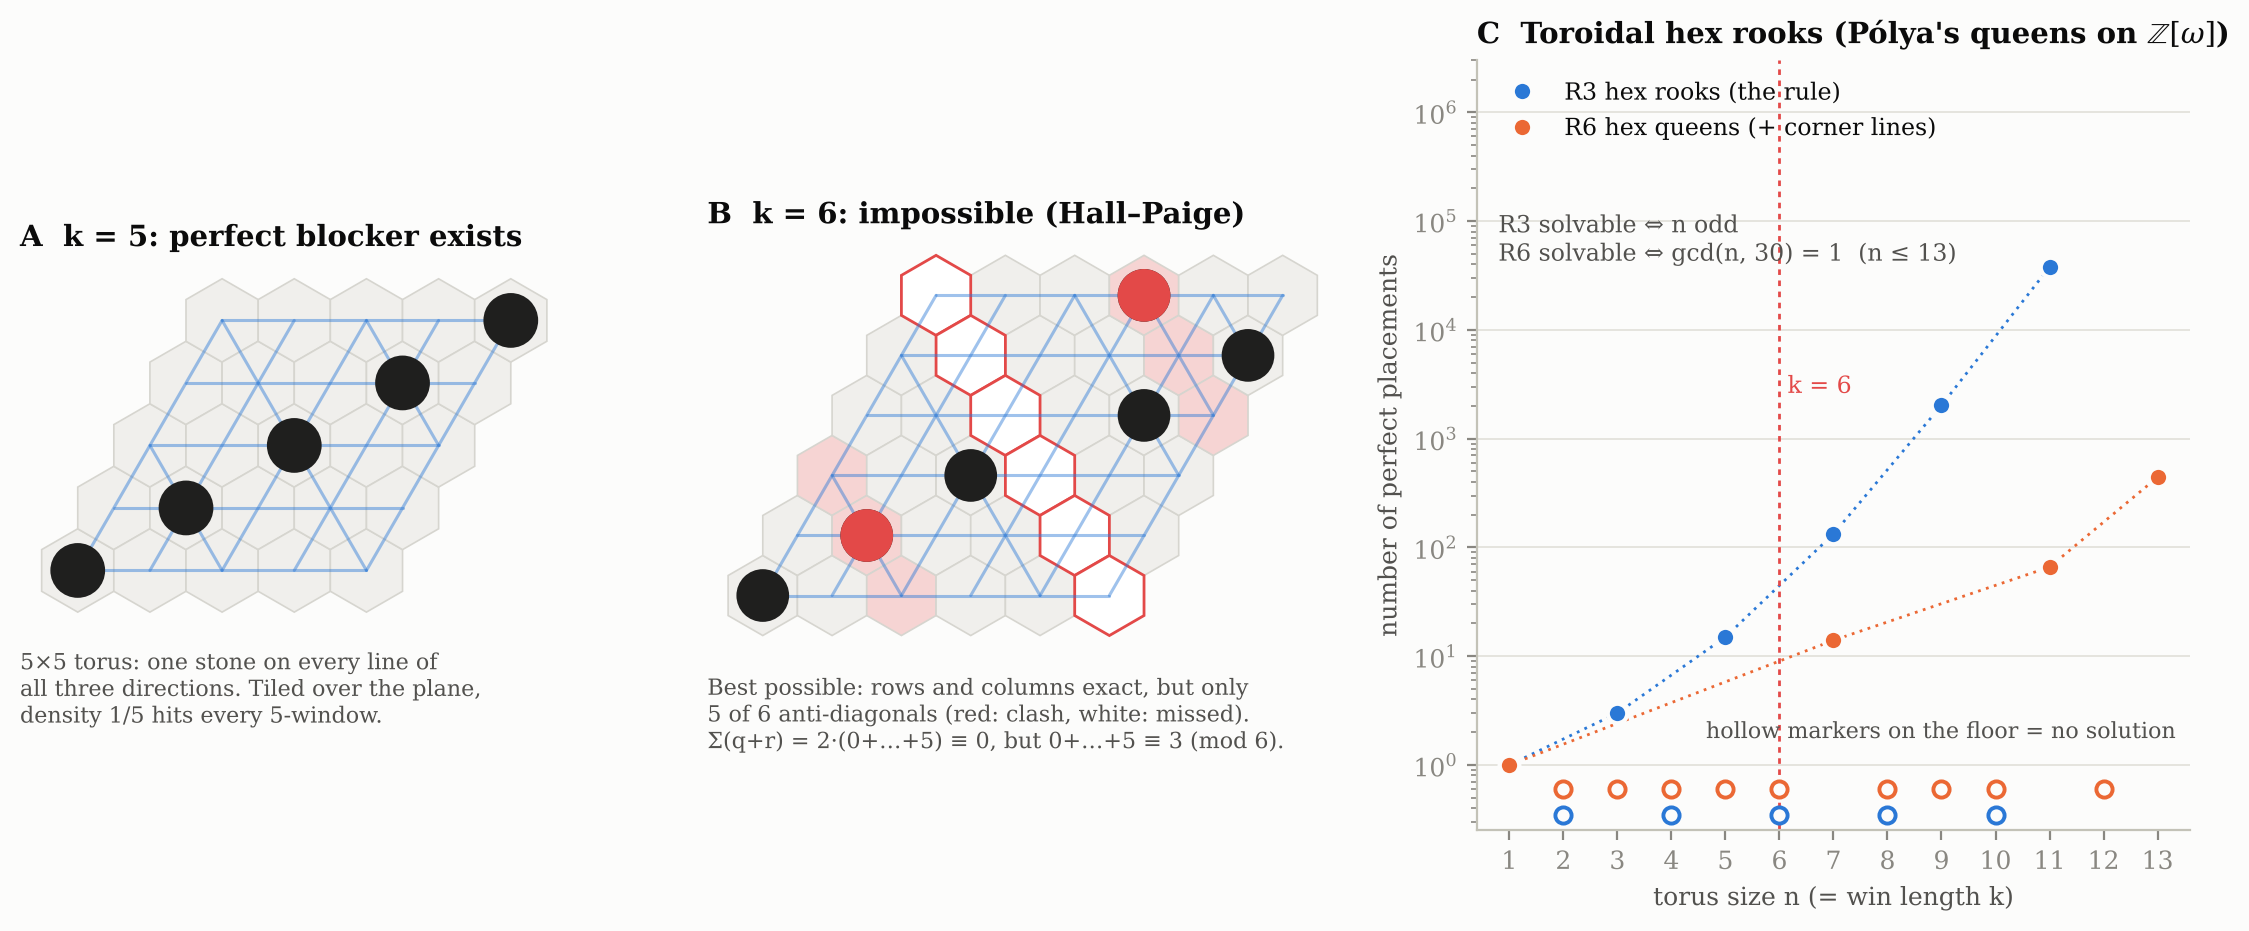 A  k = 5: perfect blocker exists
5×5 torus: one stone on every line of
all three directions. Tiled over the plane,
density 1/5 hits every 5-window.
B  k = 6: impossible (Hall–Paige)
Best possible: rows and columns exact, but only
5 of 6 anti-diagonals (red: clash, white: missed).
Σ(q+r) = 2·(0+…+5) ≡ 0, but 0+…+5 ≡ 3 (mod 6).
C  Toroidal hex rooks (Pólya's queens on ℤ[ω])
R3 hex rooks (the rule)
R6 hex queens (+ corner lines)
R3 solvable ⇔ n odd
R6 solvable ⇔ gcd(n, 30) = 1  (n ≤ 13)
k = 6
hollow markers on the floor = no solution
number of perfect placements
10⁶
10⁵
10⁴
10³
10²
10¹
10⁰
1 2 3 4 5 6 7 8 9 10 11 12 13
torus size n (= win length k)